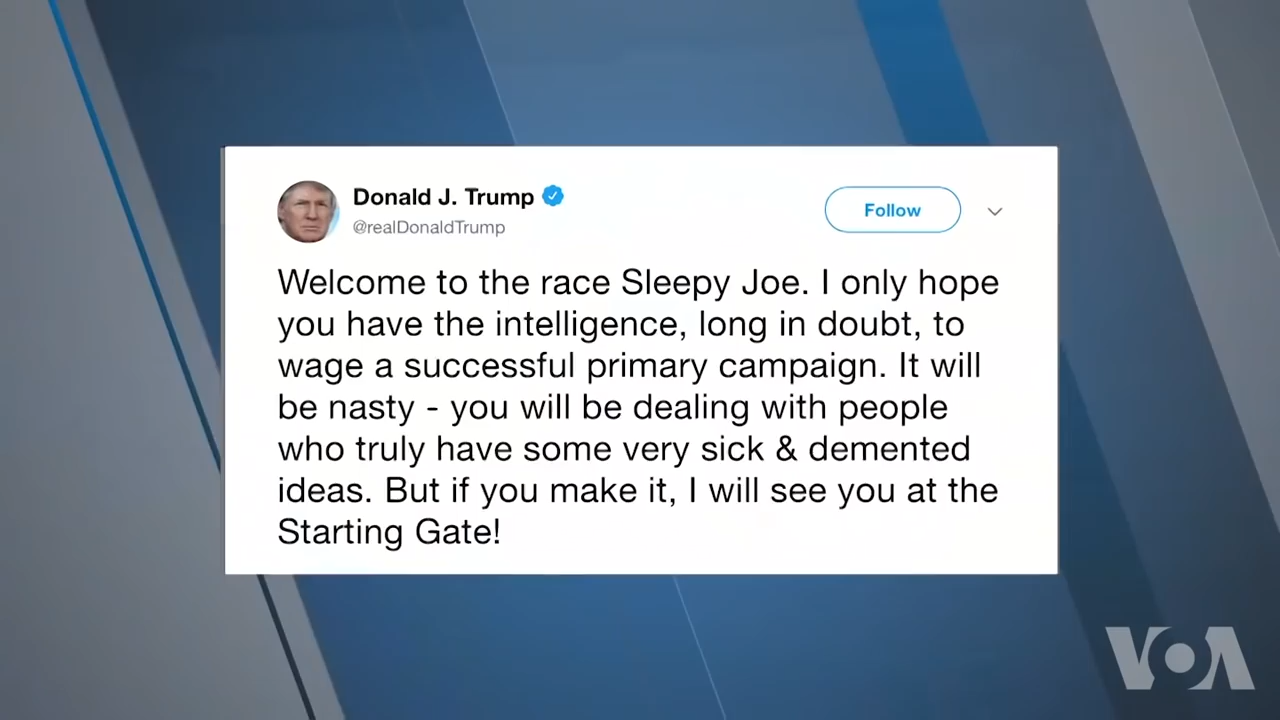 Donald J. Trump
@realDonaldTrump
Follow
Welcome to the race Sleepy Joe. I only hope
you have the intelligence, long in doubt, to
wage a successful primary campaign. It will
be nasty - you will be dealing with people
who truly have some very sick & demented
ideas. But if you make it, I will see you at the
Starting Gate!
VOA